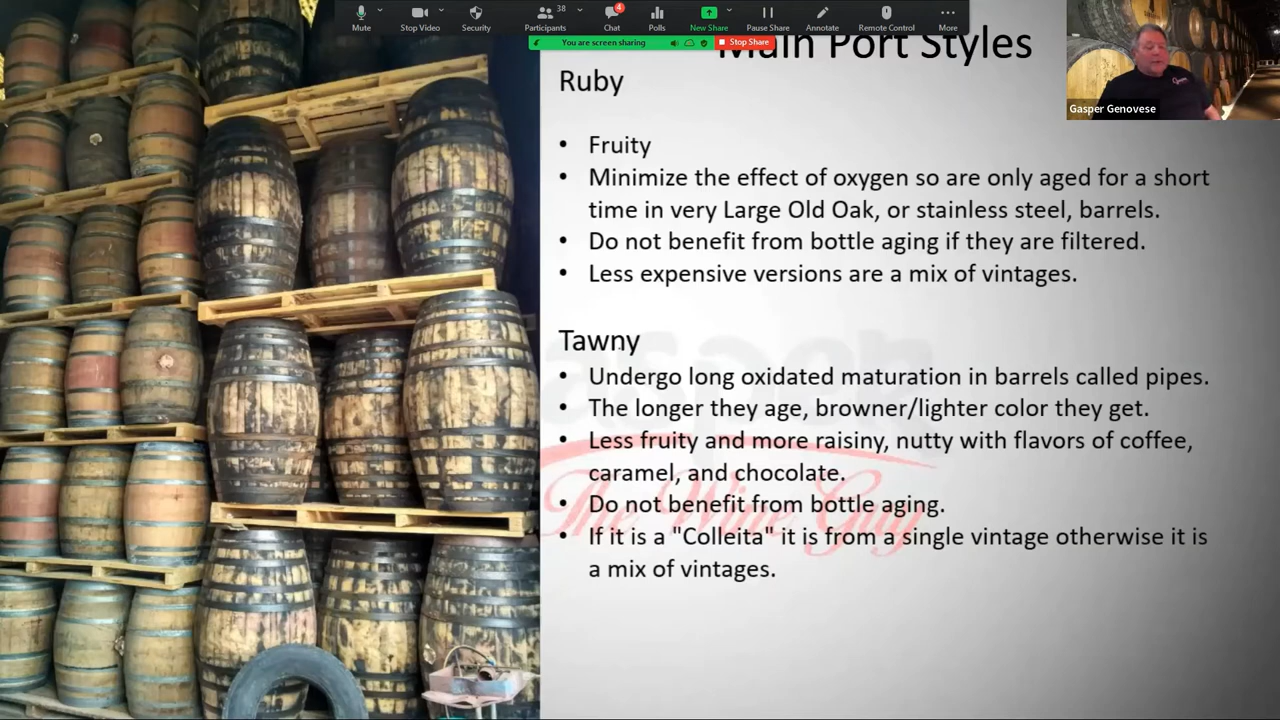 38
4
Mute
Stop Video
Security
Participants
Chat
Polls
New Share
Pause Share
Annotate
Remote Control
More
You are screen sharing
Stop Share
Main Port Styles
Gasper Genovese
Ruby
• Fruity
• Minimize the effect of oxygen so are only aged for a short
time in very Large Old Oak, or stainless steel, barrels.
• Do not benefit from bottle aging if they are filtered.
• Less expensive versions are a mix of vintages.
Tawny
• Undergo long oxidated maturation in barrels called pipes.
• The longer they age, browner/lighter color they get.
• Less fruity and more raisiny, nutty with flavors of coffee,
caramel, and chocolate.
• Do not benefit from bottle aging.
• If it is a "Colleita" it is from a single vintage otherwise it is
a mix of vintages.
asper
The Wine Guy